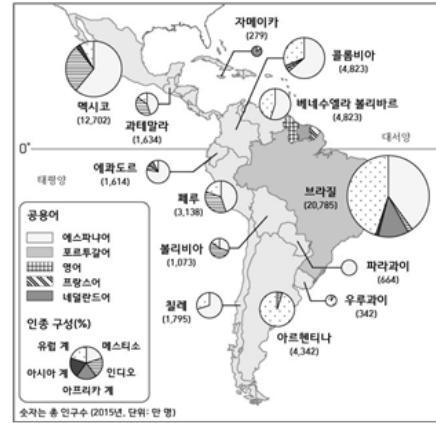 자메이카
(279)
콜롬비아
(4,823)
멕시코
(12,702)
베네수엘라 볼리바르
(4,823)
과테말라
(1,634)
0°
대서양
에콰도르
(1,614)
태평양
브라질
(20,785)
페루
(3,138)
공용어
에스파냐어
포르투갈어
영어
프랑스어
네덜란드어
볼리비아
(1,073)
파라과이
(664)
칠레
(1,795)
우루과이
(342)
아르헨티나
(4,342)
인종 구성(%)
유럽 계
메스티소
아시아 계
인디오
아프리카 계
숫자는 총 인구수 (2015년, 단위: 만 명)